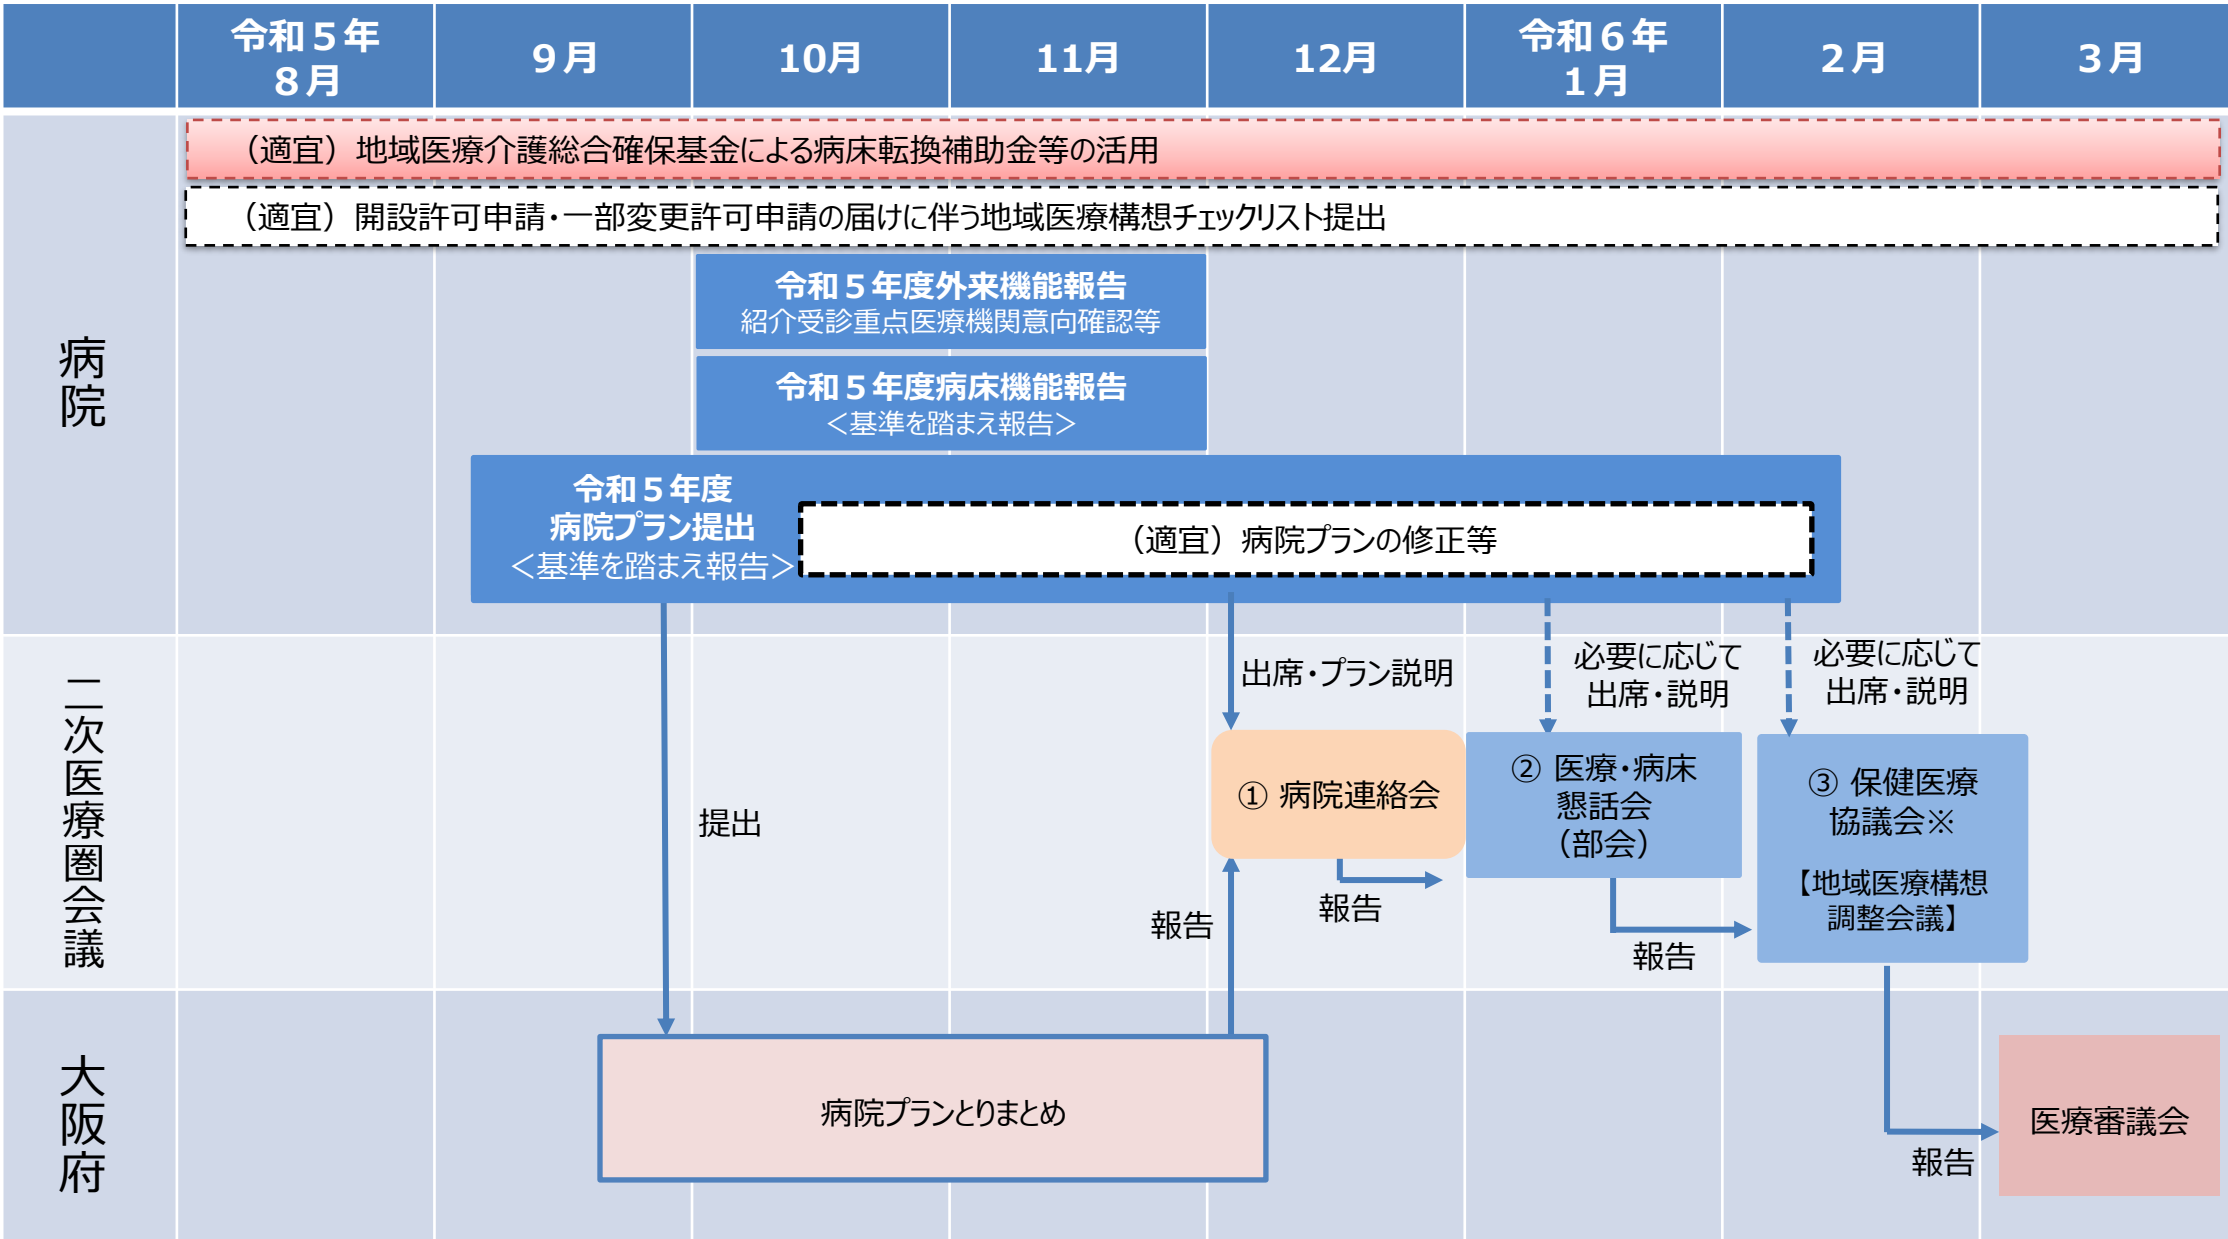 令和５年
８月
９月
10月
11月
12月
令和６年
１月
２月
３月
病院
（適宜）地域医療介護総合確保基金による病床転換補助金等の活用
（適宜）開設許可申請・一部変更許可申請の届けに伴う地域医療構想チェックリスト提出
令和５年度外来機能報告
紹介受診重点医療機関意向確認等
令和５年度病床機能報告
＜基準を踏まえ報告＞
令和５年度
病院プラン提出
＜基準を踏まえ報告＞
（適宜）病院プランの修正等
二次医療圏会議
提出
出席・プラン説明
必要に応じて
出席・説明
必要に応じて
出席・説明
① 病院連絡会
② 医療・病床
懇話会
（部会）
③ 保健医療
協議会※
【地域医療構想
調整会議】
報告
報告
報告
大阪府
病院プランとりまとめ
医療審議会
報告